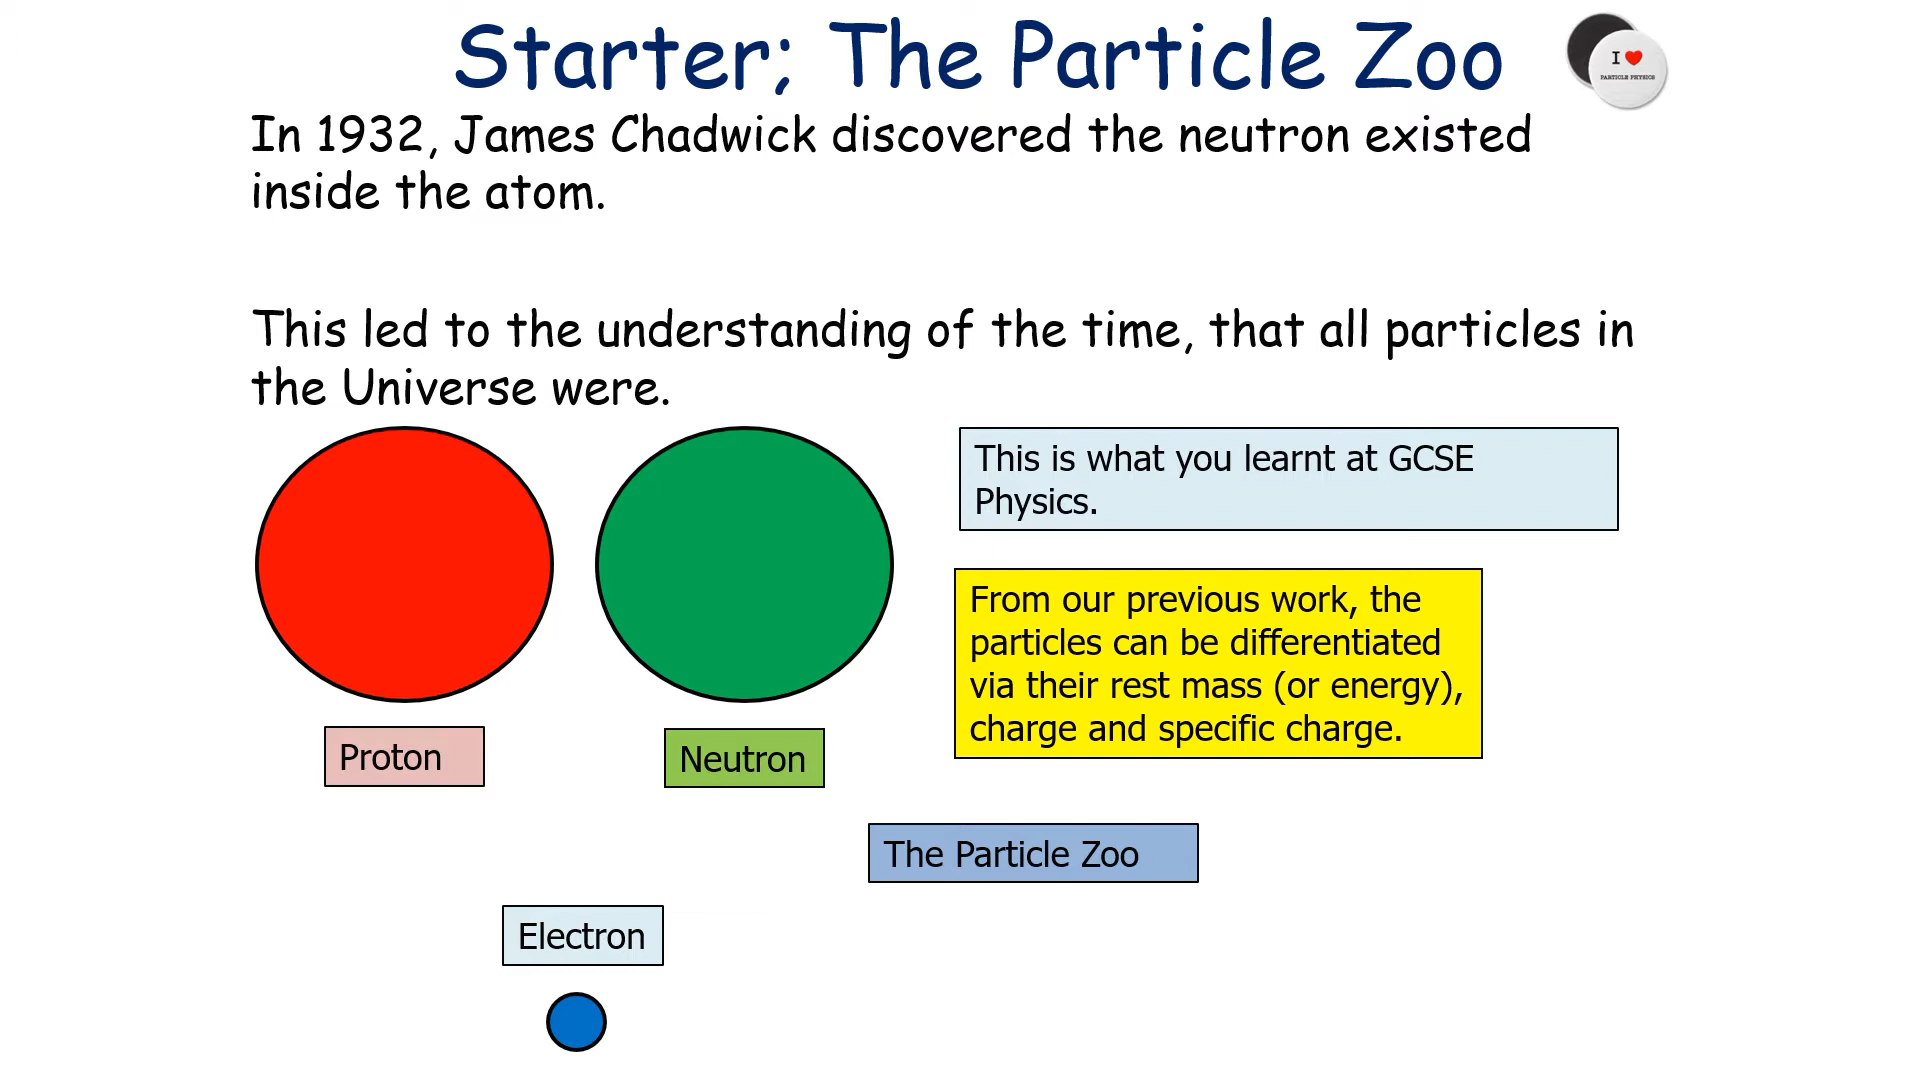 Starter; The Particle Zoo
I ❤
PARTICLE PHYSICS
In 1932, James Chadwick discovered the neutron existed
inside the atom.
This led to the understanding of the time, that all particles in
the Universe were.
This is what you learnt at GCSE
Physics.
From our previous work, the
particles can be differentiated
via their rest mass (or energy),
charge and specific charge.
Proton
Neutron
The Particle Zoo
Electron